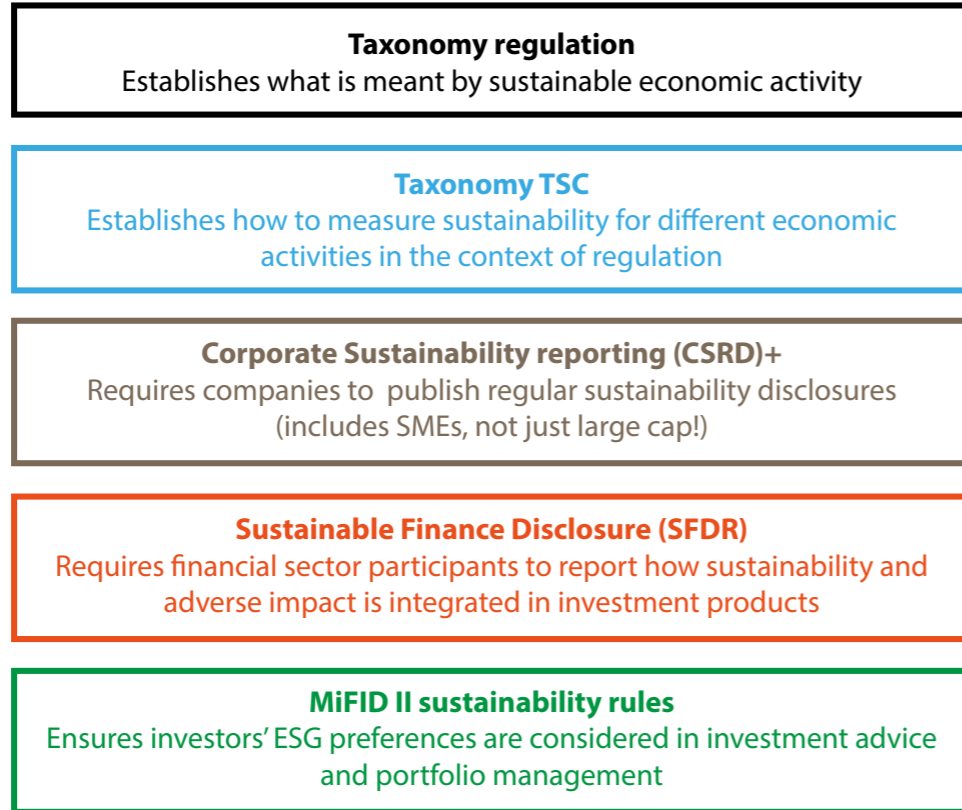 Taxonomy regulation
Establishes what is meant by sustainable economic activity
Taxonomy TSC
Establishes how to measure sustainability for different economic
activities in the context of regulation
Corporate Sustainability reporting (CSRD)+
Requires companies to publish regular sustainability disclosures
(includes SMEs, not just large cap!)
Sustainable Finance Disclosure (SFDR)
Requires financial sector participants to report how sustainability and
adverse impact is integrated in investment products
MiFID II sustainability rules
Ensures investors’ ESG preferences are considered in investment advice
and portfolio management